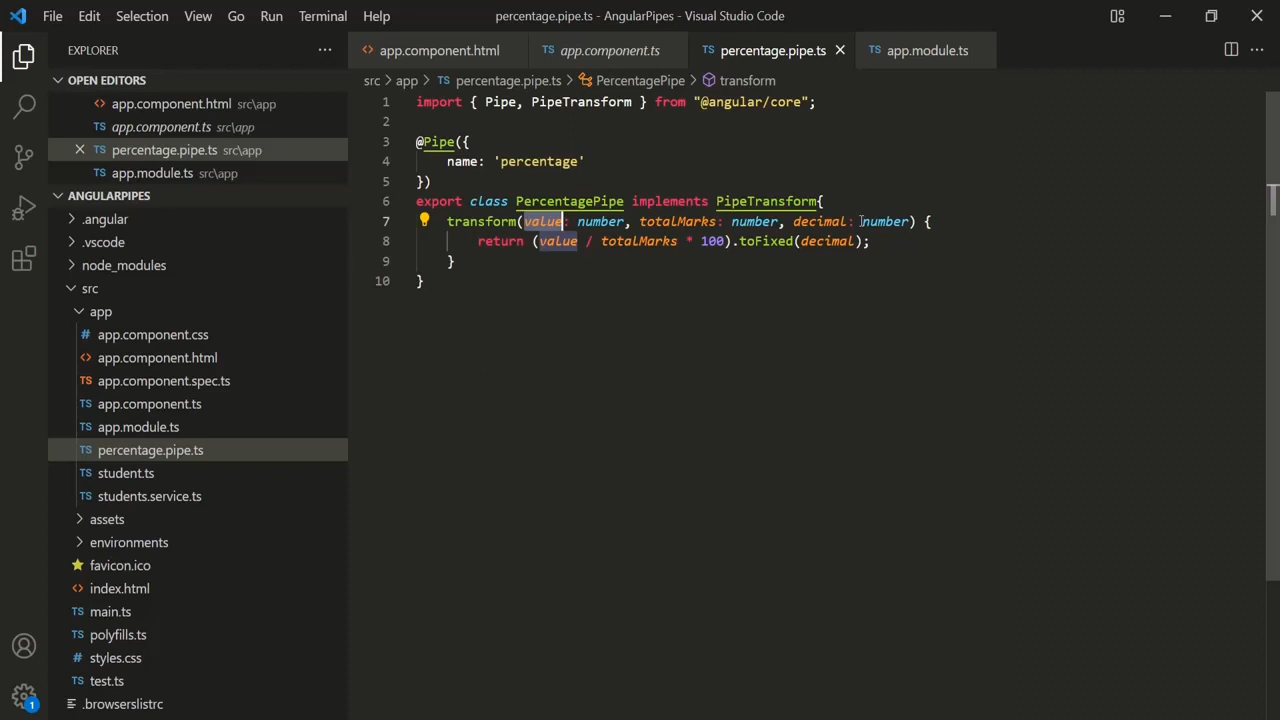 File Edit Selection View Go Run Terminal Help
percentage.pipe.ts - AngularPipes - Visual Studio Code
EXPLORER
OPEN EDITORS
app.component.html src\app
app.component.ts src\app
percentage.pipe.ts src\app
app.module.ts src\app
ANGULARPIPES
.angular
.vscode
node_modules
src
app
app.component.css
app.component.html
app.component.spec.ts
app.component.ts
app.module.ts
percentage.pipe.ts
student.ts
students.service.ts
assets
environments
favicon.ico
index.html
main.ts
polyfills.ts
styles.css
test.ts
.browserslistrc
1
app.component.html app.component.ts percentage.pipe.ts app.module.ts
src > app > percentage.pipe.ts > PercentagePipe > transform
1 import { Pipe, PipeTransform } from "@angular/core";
2
3 @Pipe({
4 name: 'percentage'
5 })
6 export class PercentagePipe implements PipeTransform{
7 transform(value: number, totalMarks: number, decimal: number) {
8 return (value / totalMarks * 100).toFixed(decimal);
9 }
10 }